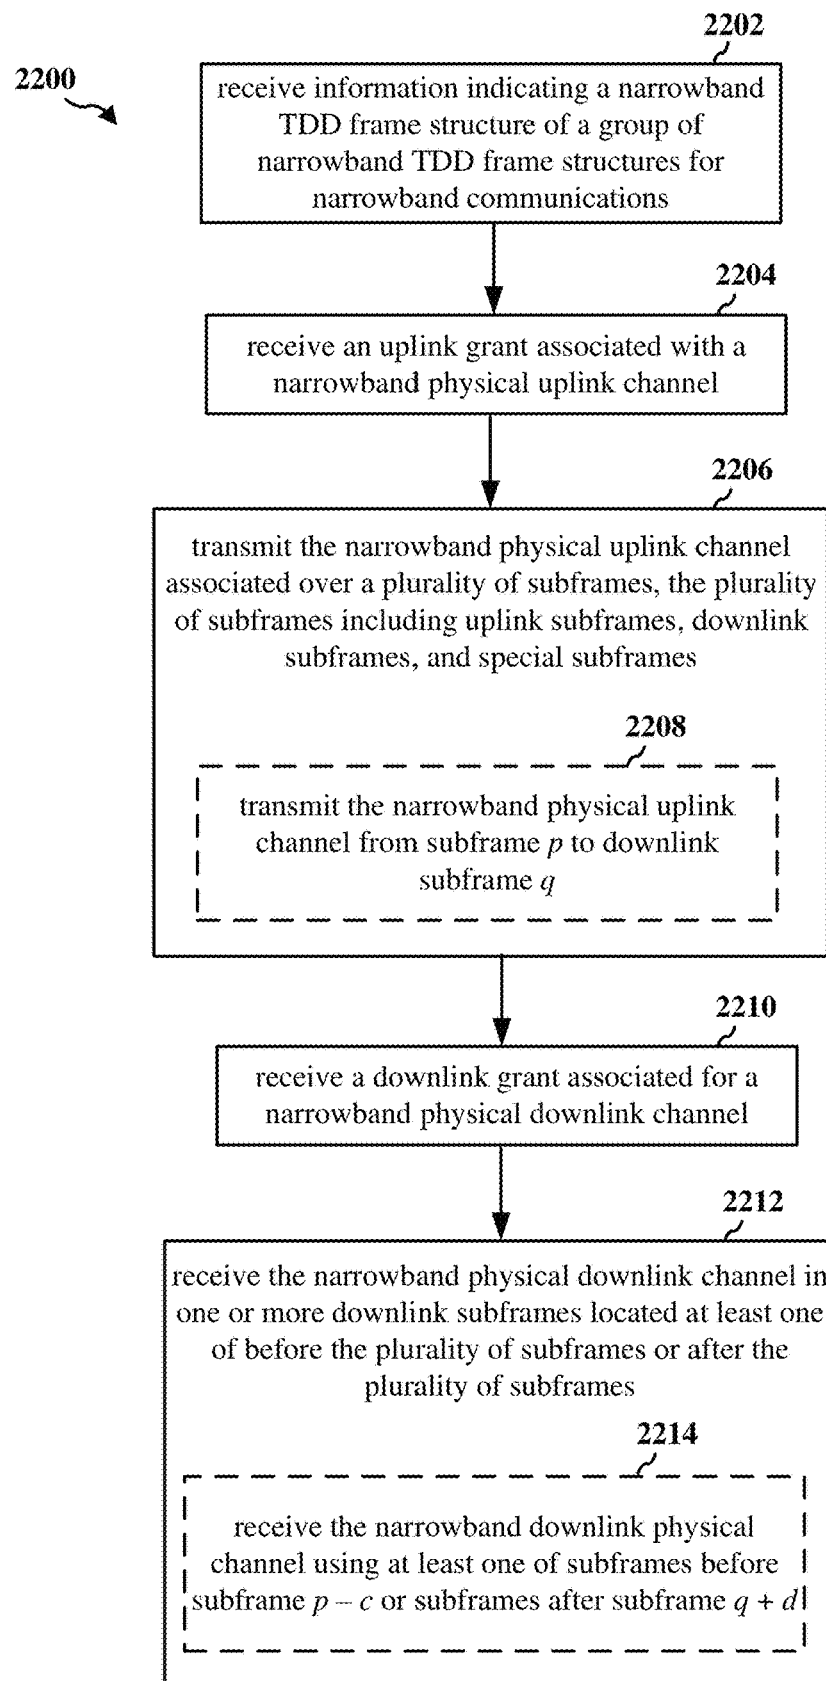 2202
2200
receive information indicating a narrowband
TDD frame structure of a group of
narrowband TDD frame structures for
narrowband communications
2204
receive an uplink grant associated with a
narrowband physical uplink channel
2206
transmit the narrowband physical uplink channel
associated over a plurality of subframes, the plurality
of subframes including uplink subframes, downlink
subframes, and special subframes
2208
transmit the narrowband physical uplink
channel from subframe p to downlink
subframe q
2210
receive a downlink grant associated for a
narrowband physical downlink channel
2212
receive the narrowband physical downlink channel in
one or more downlink subframes located at least one
of before the plurality of subframes or after the
plurality of subframes
2214
receive the narrowband downlink physical
channel using at least one of subframes before
subframe p – c or subframes after subframe q + d